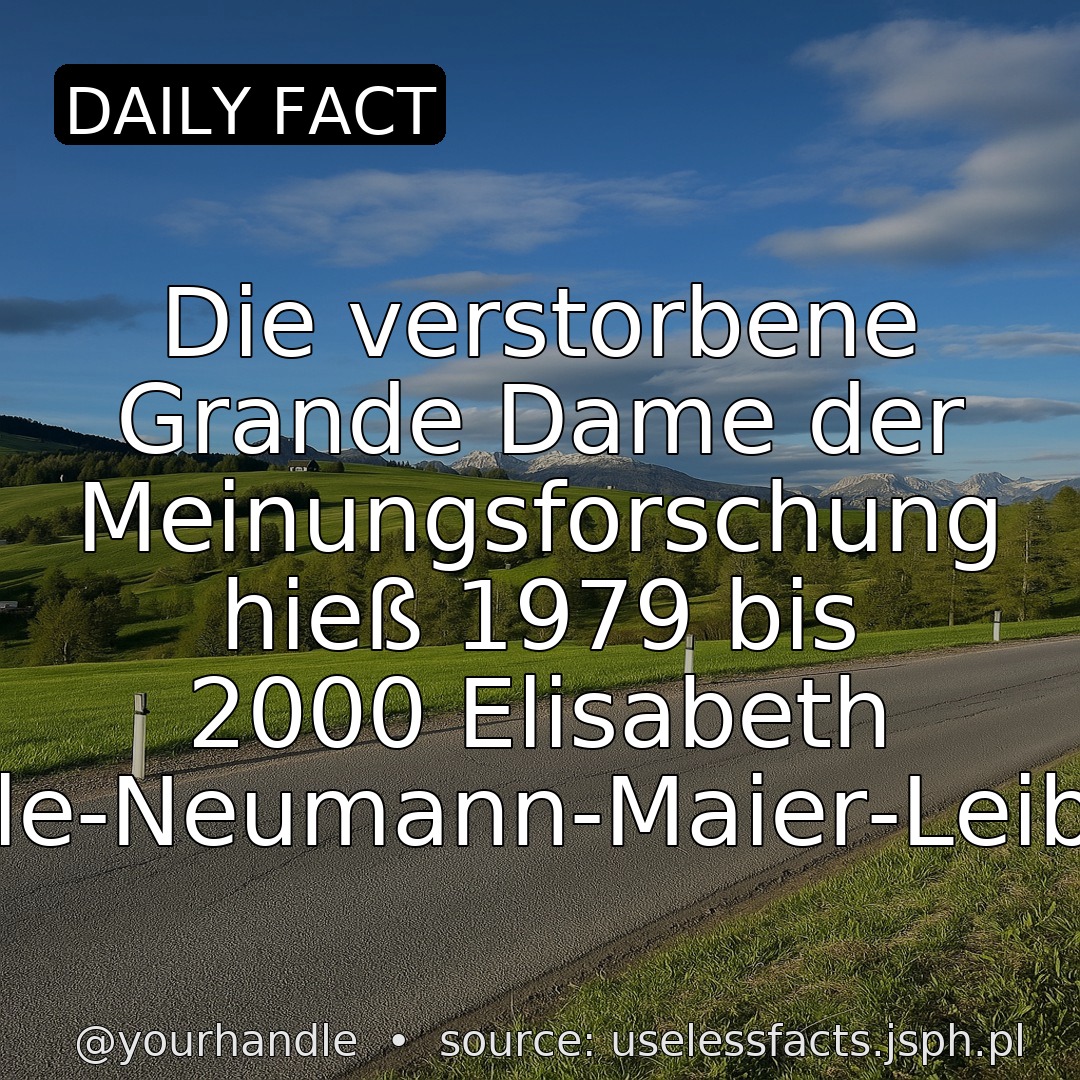 DAILY FACT
Die verstorbene
Grande Dame der
Meinungsforschung
hieß 1979 bis
2000 Elisabeth
le-Neumann-Maier-Leib
@yourhandle • source: uselessfacts.jsph.pl